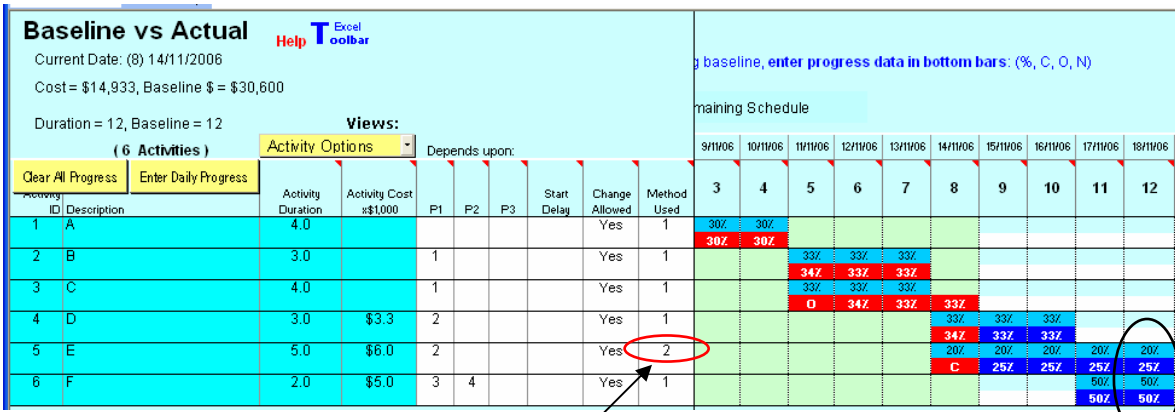 Baseline vs Actual
Help Excel Toolbar
Current Date: (8) 14/11/2006
Cost = $14,933, Baseline $ = $30,600
baseline, enter progress data in bottom bars: (%, C, O, N)
Schedule
Duration = 12, Baseline = 12 Views:
( 6 Activities ) Activity Options Depends upon:
9/11/06 10/11/06 11/11/06 12/11/06 13/11/06 14/11/06 15/11/06 16/11/06 17/11/06 18/11/06
Clear All Progress Enter Daily Progress
ID Description Activity Duration Activity Cost x$1,000 P1 P2 P3 Start Delay Change Allowed Method Used 3 4 5 6 7 8 9 10 11 12
1 A 4.0 Yes 1 30% 30%
30% 30%
2 B 3.0 1 Yes 1 33% 33% 33%
34% 33% 33%
3 C 4.0 1 Yes 1 33% 33% 33%
O 34% 33% 33%
4 D 3.0 $3.3 2 Yes 1 33% 33% 33%
34% 33% 33%
5 E 5.0 $6.0 2 Yes 2 20% 20% 20% 20% 20%
C 25% 25% 25% 25%
6 F 2.0 $5.0 3 4 Yes 1 50% 50%
50% 50%